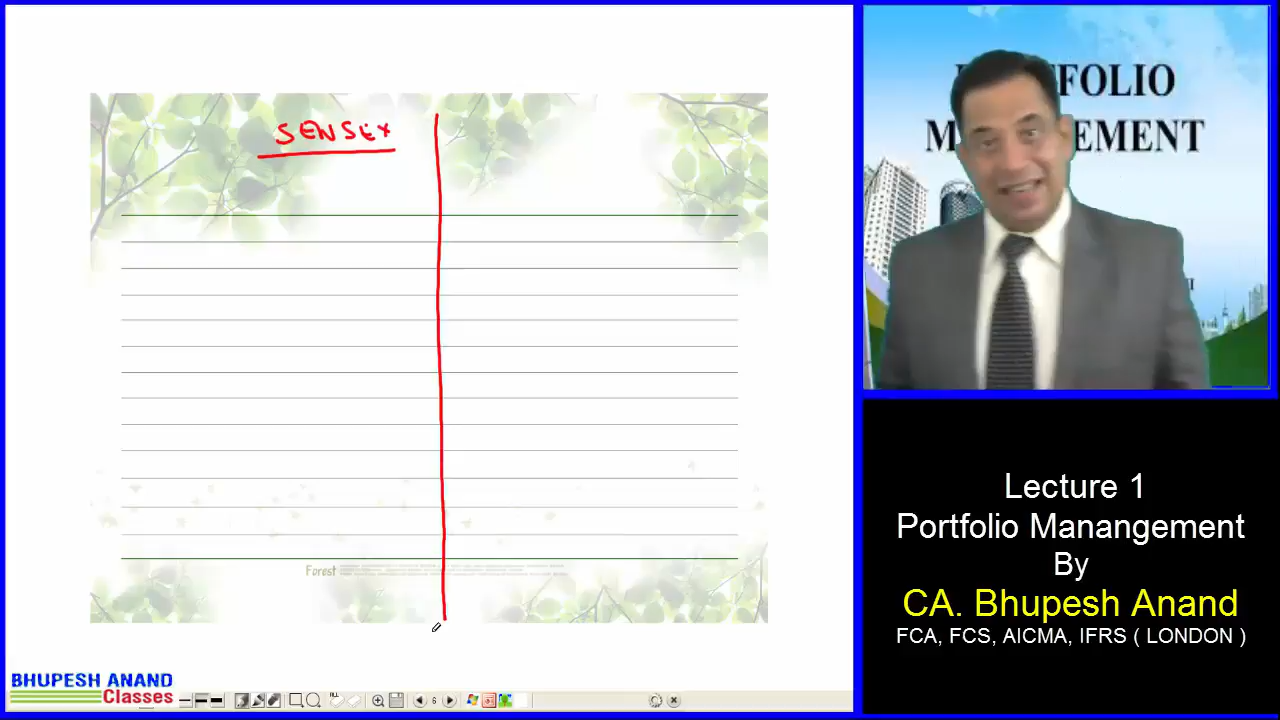 SENSEX
Forest
BHUPESH ANAND
Classes
6
FOLIO
M EMENT
Lecture 1
Portfolio Manangement
By
CA. Bhupesh Anand
FCA, FCS, AICMA, IFRS ( LONDON )